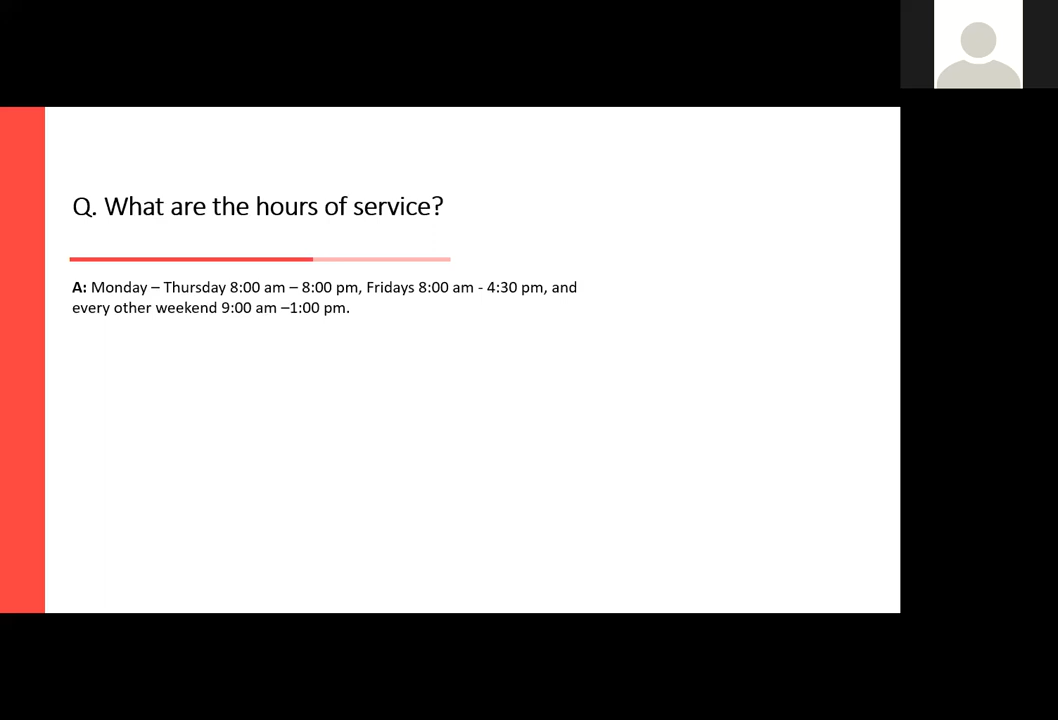 Q. What are the hours of service?
A: Monday – Thursday 8:00 am – 8:00 pm, Fridays 8:00 am - 4:30 pm, and
every other weekend 9:00 am –1:00 pm.